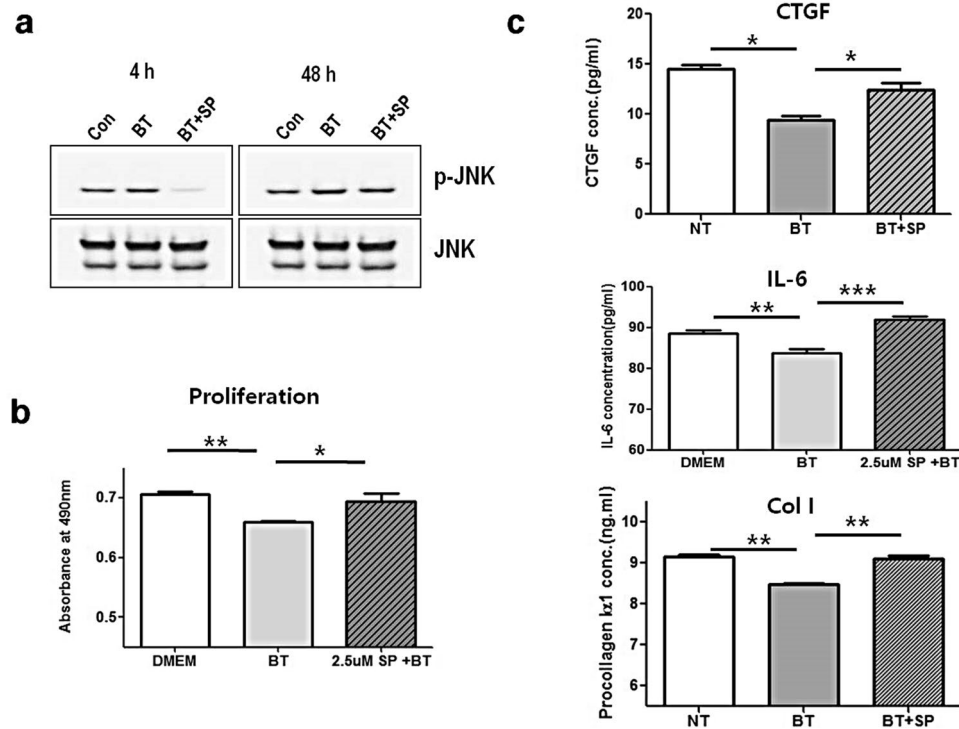 a
4 h
48 h
Con BT BT+SP
Con BT BT+SP
p-JNK
JNK
b
Proliferation
**
*
Absorbance at 490nm
0.7
0.6
0.5
DMEM BT 2.5uM SP +BT
c
CTGF
*
*
CTGF conc.(pg/ml)
20
15
10
5
0
NT BT BT+SP
IL-6
**
***
IL-6 concentration(pg/ml)
100
90
80
70
60
DMEM BT 2.5uM SP +BT
Col I
**
**
Procollagen Iα1 conc.(ng.ml)
10
9
8
7
6
NT BT BT+SP